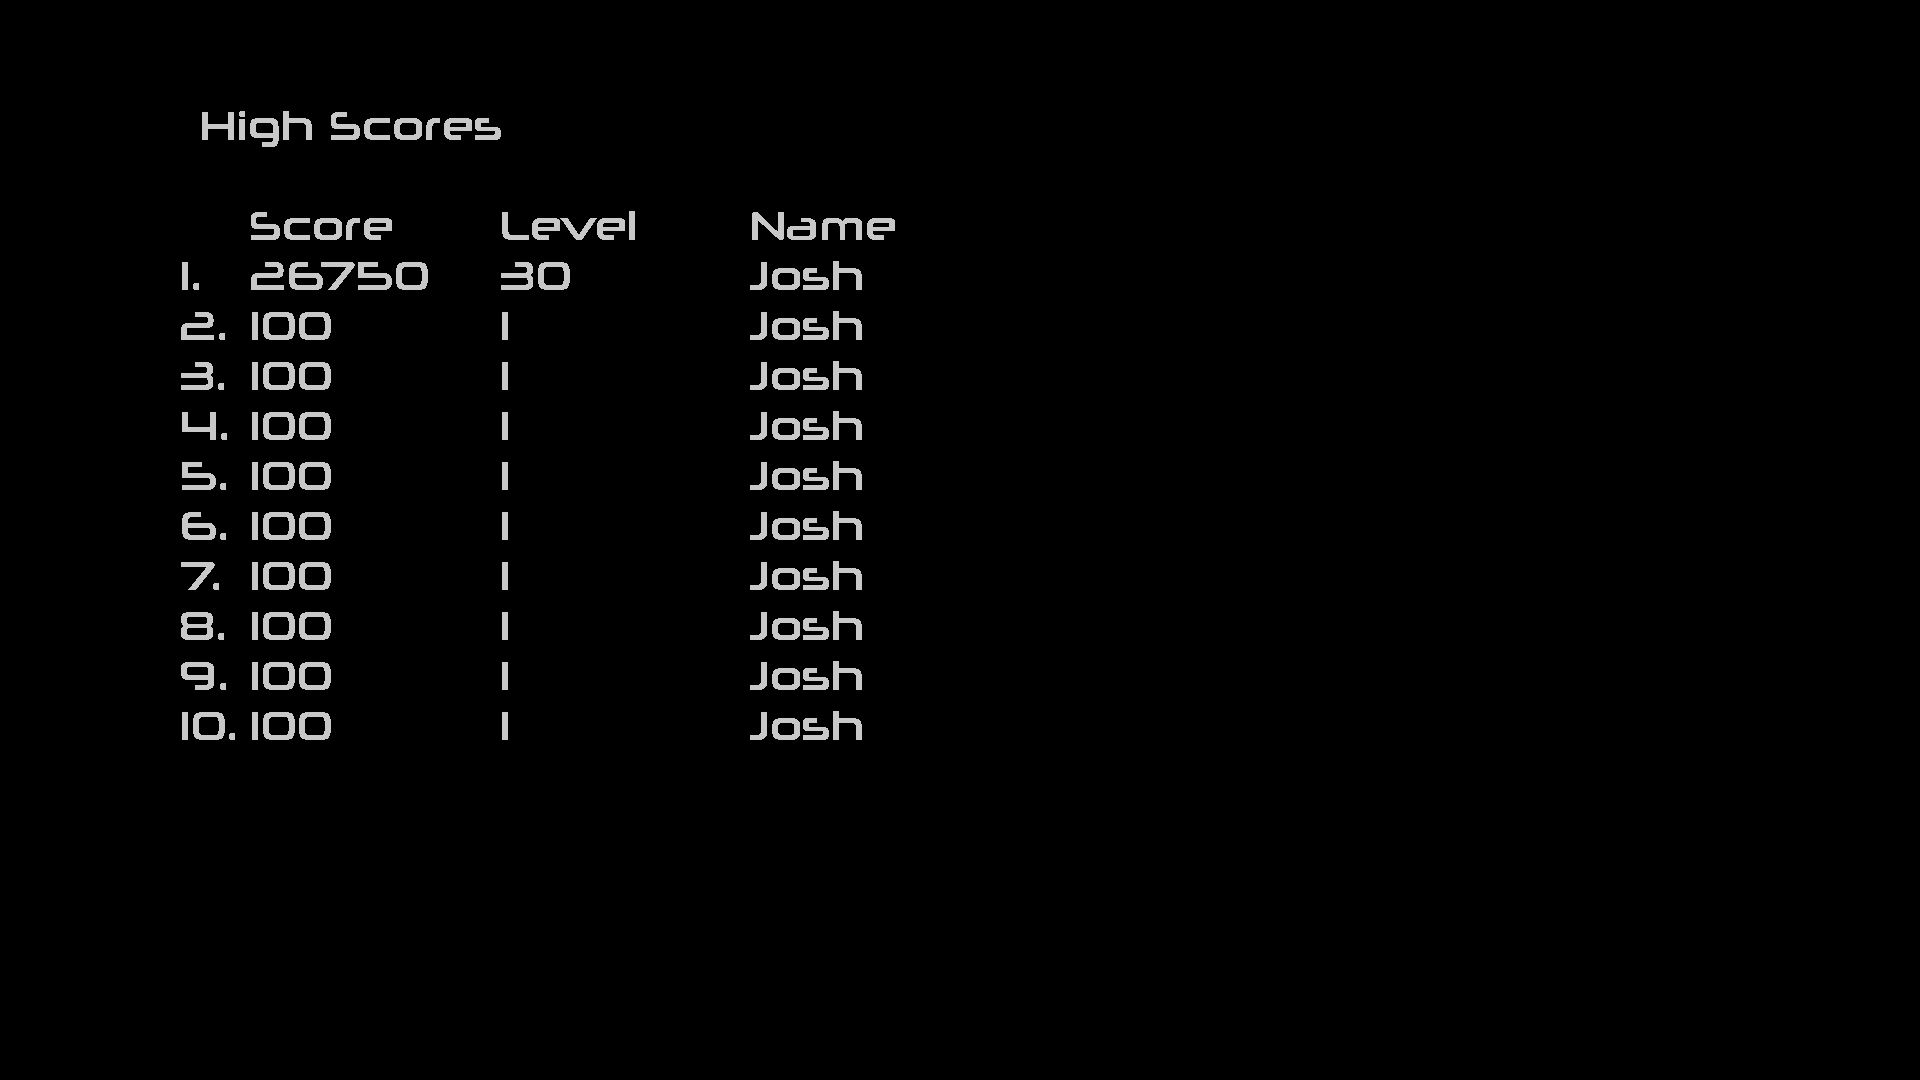 High Scores
Score Level Name
1. 26750 30 Josh
2. 100 1 Josh
3. 100 1 Josh
4. 100 1 Josh
5. 100 1 Josh
6. 100 1 Josh
7. 100 1 Josh
8. 100 1 Josh
9. 100 1 Josh
10. 100 1 Josh